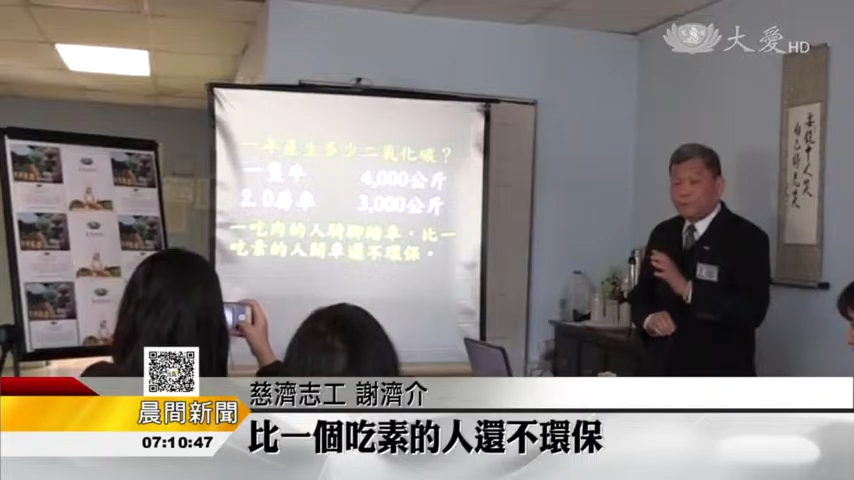 大愛HD
一年產生多少二氧化碳？
一隻牛 4,000公斤
2.0轎車 3,000公斤
一吃肉的人騎腳踏車，比一
吃素的人開車還不環保。
慈濟志工 謝濟介
晨間新聞
07:10:47
比一個吃素的人還不環保